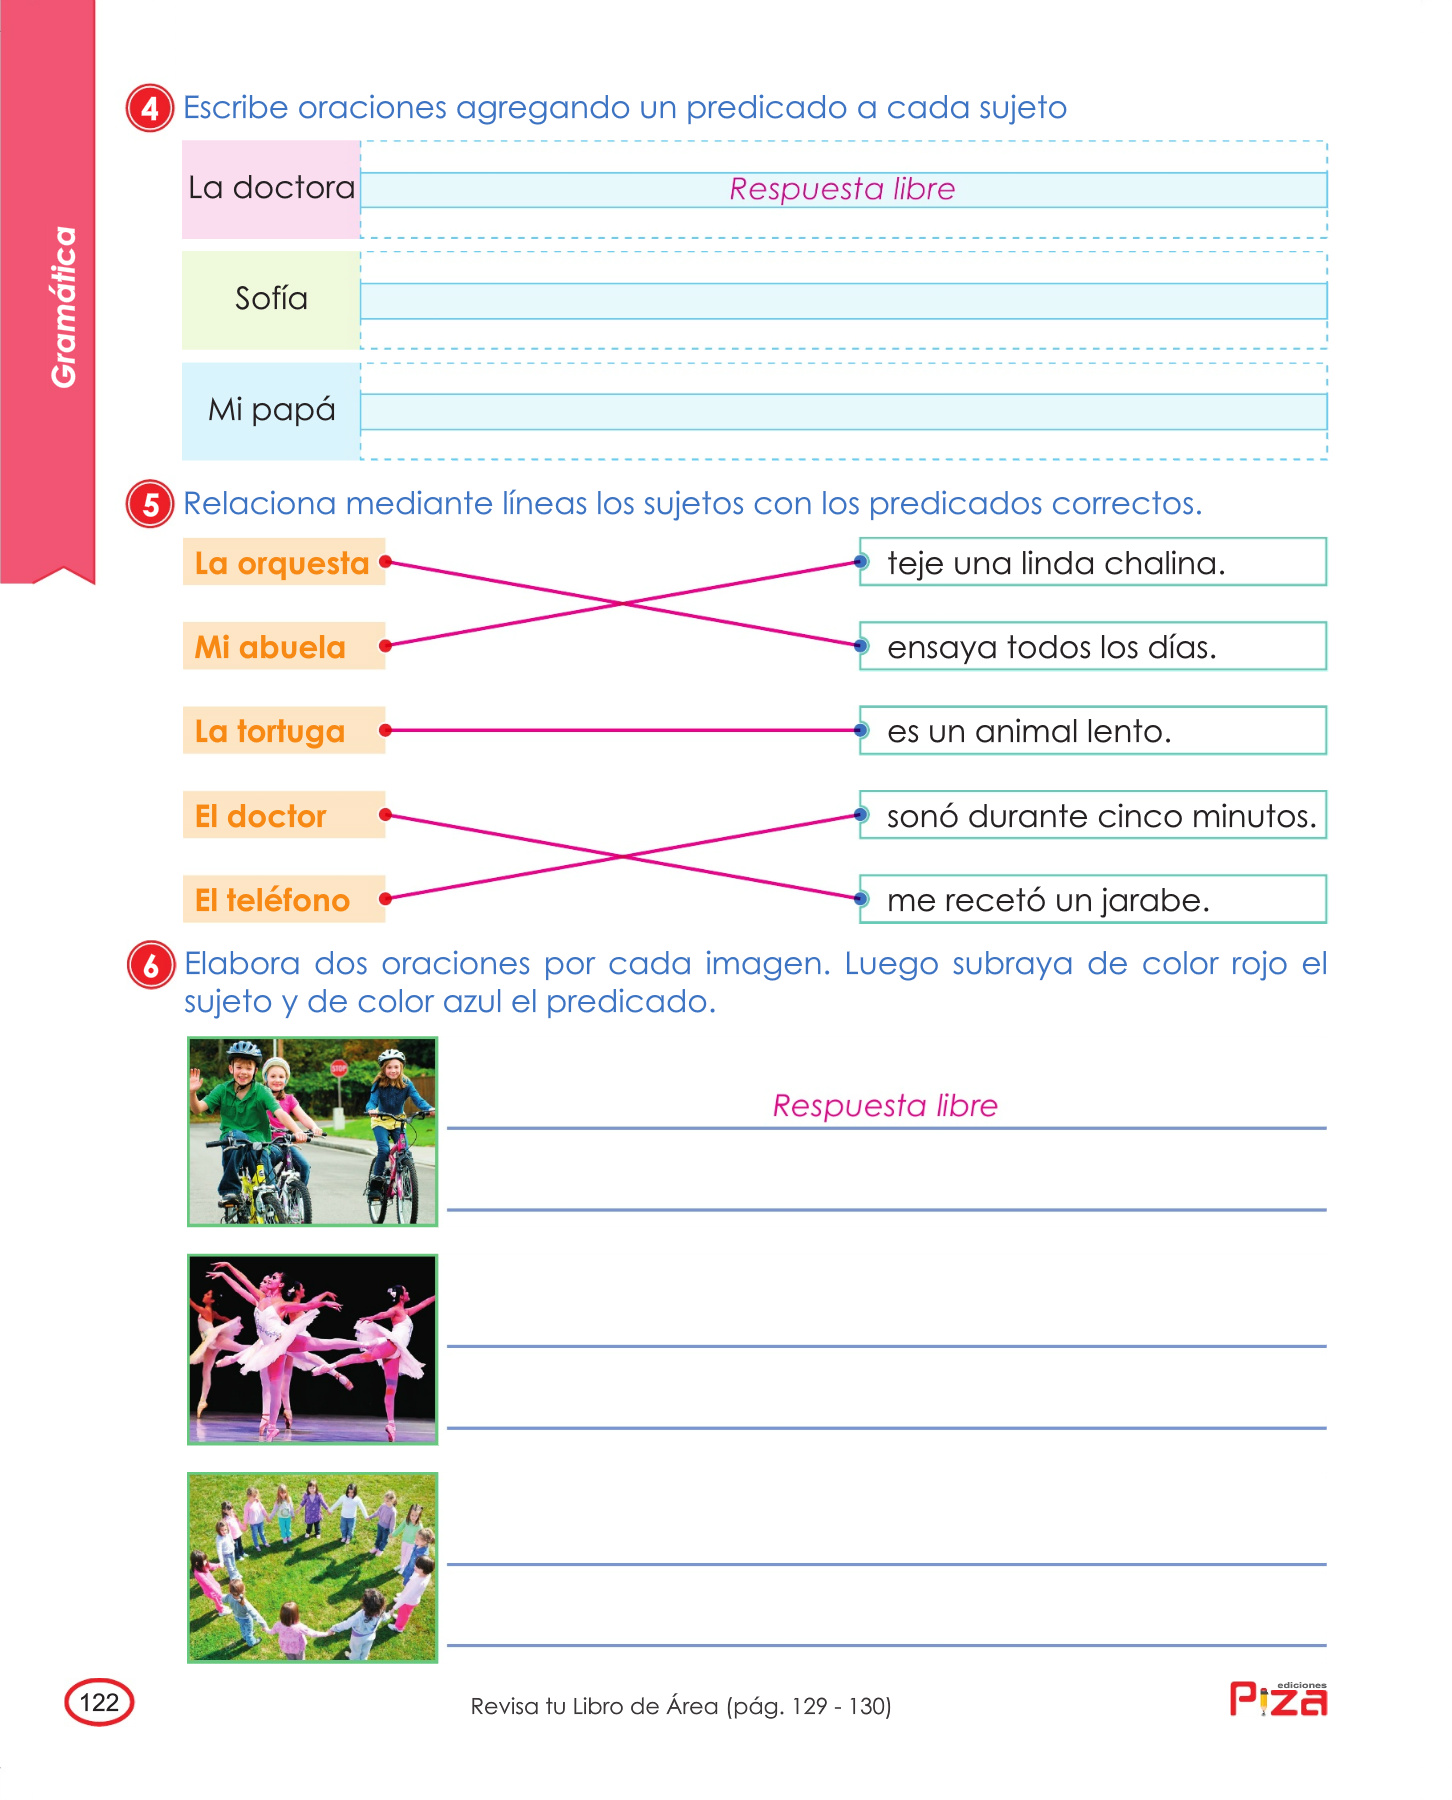 Gramática
4 Escribe oraciones agregando un predicado a cada sujeto
La doctora
Respuesta libre
Sofía
Mi papá
5 Relaciona mediante líneas los sujetos con los predicados correctos.
La orquesta
teje una linda chalina.
Mi abuela
ensaya todos los días.
La tortuga
es un animal lento.
El doctor
sonó durante cinco minutos.
El teléfono
me recetó un jarabe.
6 Elabora dos oraciones por cada imagen. Luego subraya de color rojo el
sujeto y de color azul el predicado.
STOP
Respuesta libre
122
Revisa tu Libro de Área (pág. 129 - 130)
ediciones
Piza